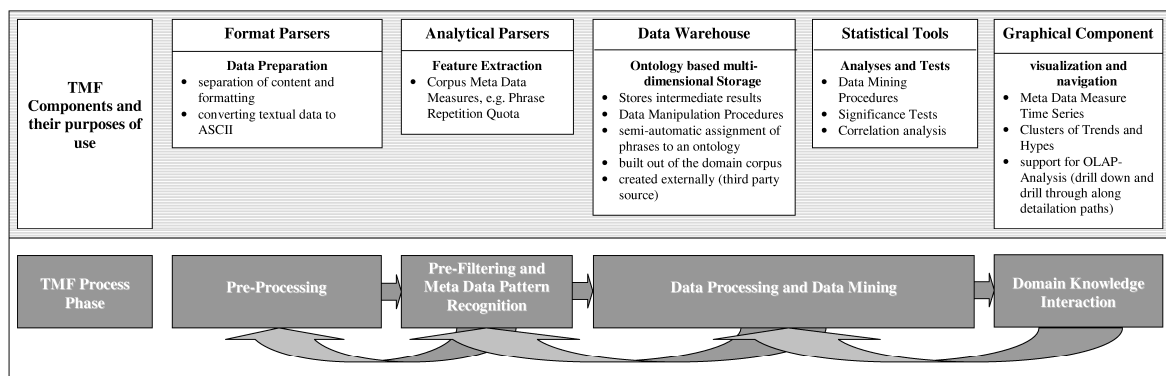 TMF
Components and
their purposes of
use
Format Parsers
Data Preparation
• separation of content and
formatting
• converting textual data to
ASCII
Analytical Parsers
Feature Extraction
• Corpus Meta Data
Measures, e.g. Phrase
Repetition Quota
Data Warehouse
Ontology based multi-
dimensional Storage
• Stores intermediate results
• Data Manipulation Procedures
• semi-automatic assignment of
phrases to an ontology
• built out of the domain corpus
• created externally (third party
source)
Statistical Tools
Analyses and Tests
• Data Mining
Procedures
• Significance Tests
• Correlation analysis
Graphical Component
visualization and
navigation
• Meta Data Measure
Time Series
• Clusters of Trends and
Hypes
• support for OLAP-
Analysis (drill down and
drill through along
detailation paths)
TMF Process
Phase
Pre-Processing
Pre-Filtering and
Meta Data Pattern
Recognition
Data Processing and Data Mining
Domain Knowledge
Interaction